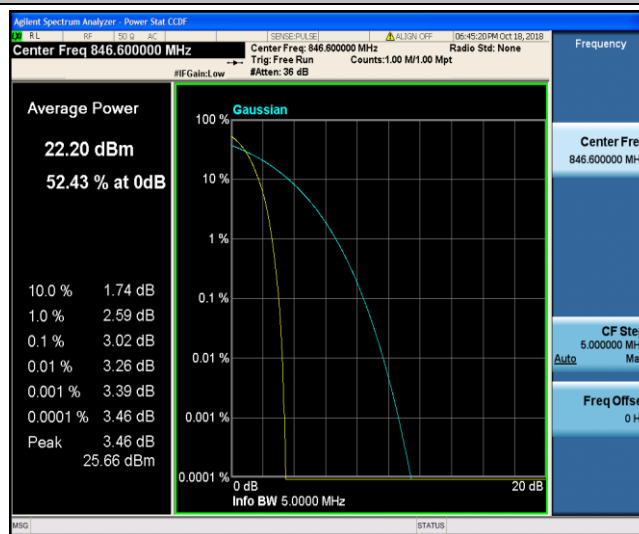 Agilent Spectrum Analyzer - Power Stat CCDF
RL RF 50 Ω AC SENSE:PULSE ALIGN OFF 06:45:20 PM Oct 18, 2018
Center Freq 846.600000 MHz
Center Freq: 846.600000 MHz Radio Std: None
Trig: Free Run Counts:1.00 M/1.00 Mpt
#IFGain:Low #Atten: 36 dB
Frequency
Average Power
22.20 dBm
52.43 % at 0dB
10.0 % 1.74 dB
1.0 % 2.59 dB
0.1 % 3.02 dB
0.01 % 3.26 dB
0.001 % 3.39 dB
0.0001 % 3.46 dB
Peak 3.46 dB
25.66 dBm
Gaussian
100 %
10 %
1 %
0.1 %
0.01 %
0.001 %
0.0001 %
0 dB 20 dB
Info BW 5.0000 MHz
Center Fre
846.600000 MH
CF Ste
5.000000 MH
Auto Ma
Freq Offse
0 H
MSG STATUS